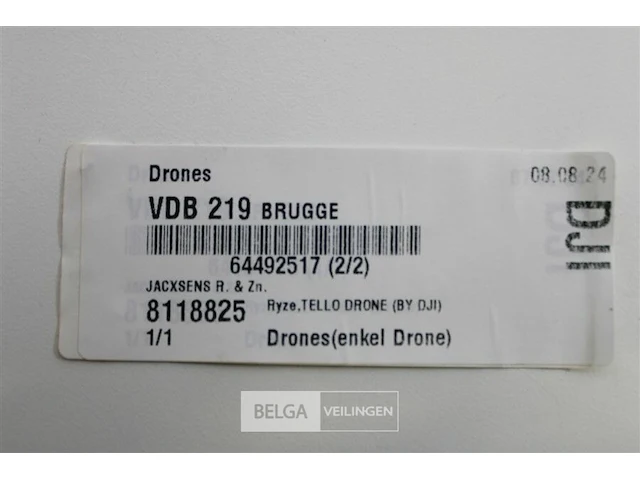 Drones 08.08.24
VDB 219 BRUGGE
DJI
64492517 (2/2)
JACXSENS R. & Zn.
8118825 Ryze,TELLO DRONE (BY DJI)
1/1 Drones(enkel Drone)
BELGA VEILINGEN